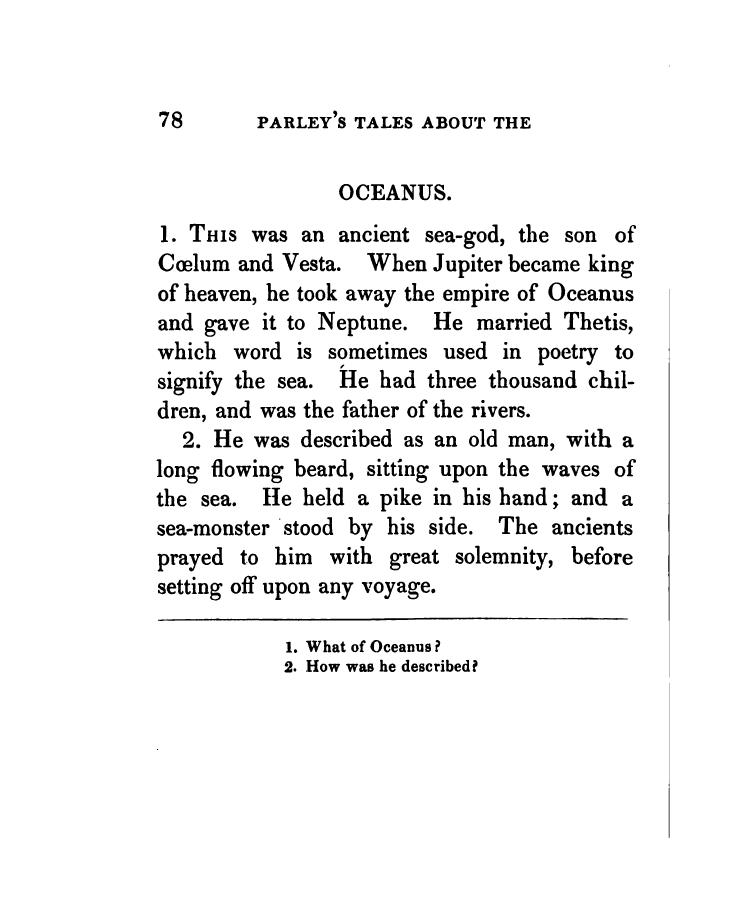 78 PARLEY'S TALES ABOUT THE
OCEANUS.
1. THIS was an ancient sea-god, the son of
Cœlum and Vesta. When Jupiter became king
of heaven, he took away the empire of Oceanus
and gave it to Neptune. He married Thetis,
which word is sometimes used in poetry to
signify the sea. He had three thousand chil-
dren, and was the father of the rivers.
2. He was described as an old man, with a
long flowing beard, sitting upon the waves of
the sea. He held a pike in his hand; and a
sea-monster stood by his side. The ancients
prayed to him with great solemnity, before
setting off upon any voyage.
1. What of Oceanus?
2. How was he described?